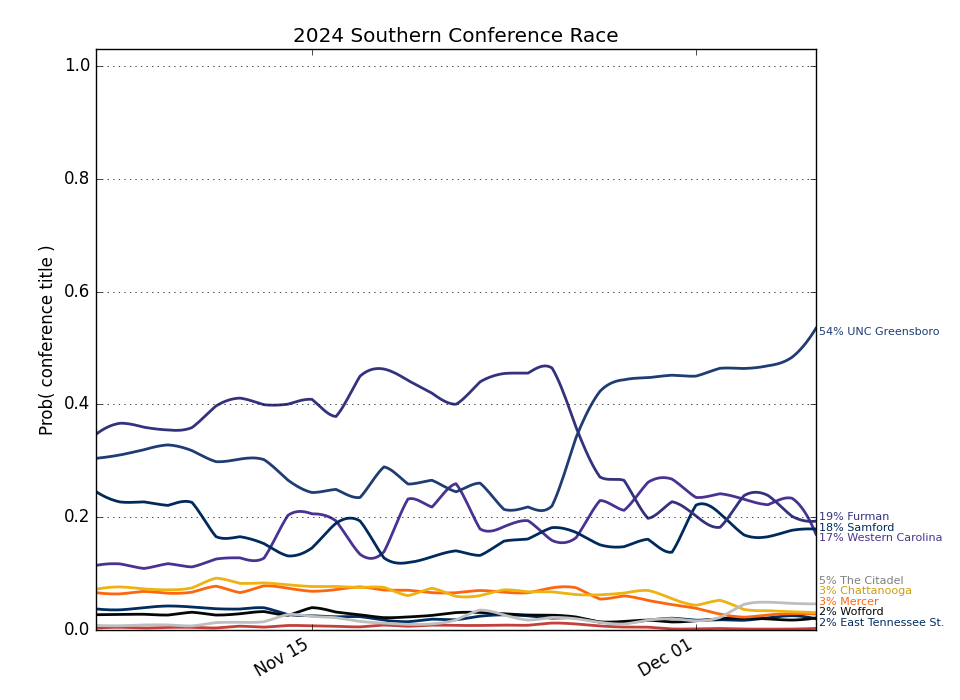 2024 Southern Conference Race
1.0
0.8
0.6
0.4
0.2
0.0
Prob( conference title )
Nov 15
Dec 01
54% UNC Greensboro
19% Furman
18% Samford
17% Western Carolina
5% The Citadel
3% Chattanooga
3% Mercer
2% Wofford
2% East Tennessee St.